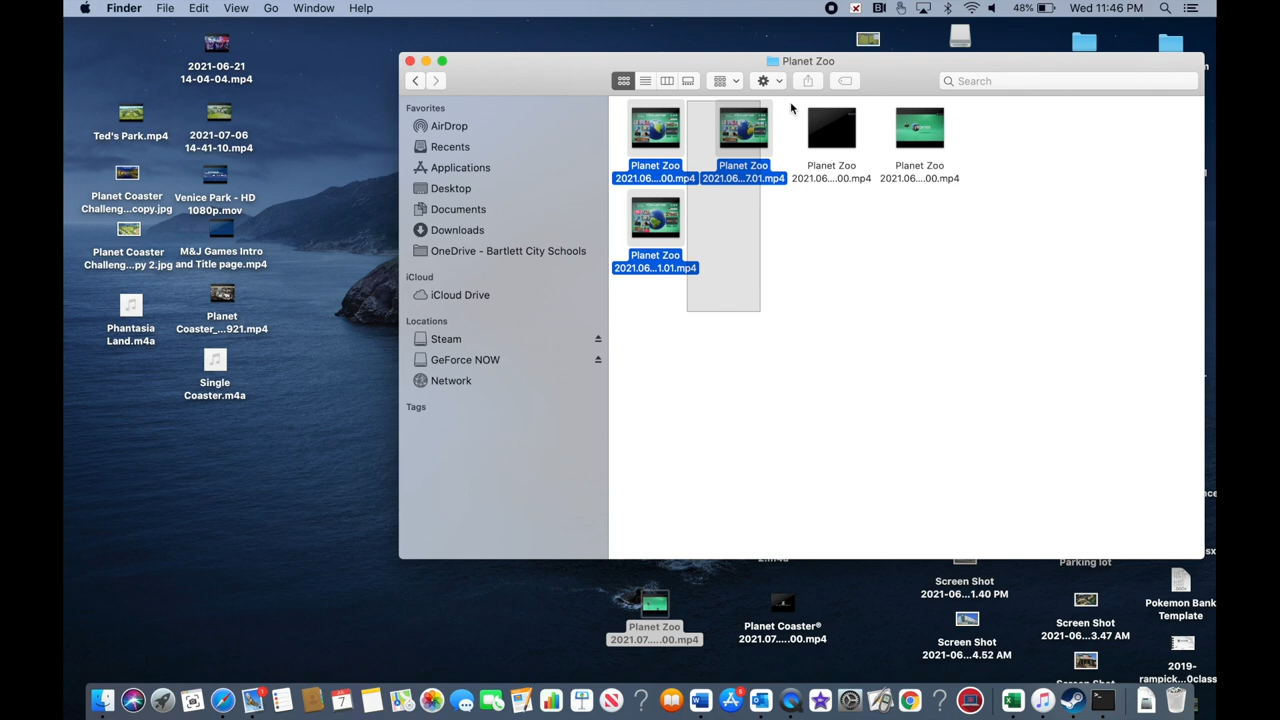 Finder File Edit View Go Window Help
48% Wed 11:46 PM
2021-06-21
14-04-04.mp4
Ted's Park.mp4
2021-07-06
14-41-10.mp4
Planet Coaster
Challeng...copy.jpg
Venice Park - HD
1080p.mov
Planet Coaster
Challeng...py 2.jpg
M&J Games Intro
and Title page.mp4
Phantasia
Land.m4a
Planet
Coaster_...921.mp4
Single
Coaster.m4a
Planet Zoo
Search
Favorites
AirDrop
Recents
Applications
Desktop
Documents
Downloads
OneDrive - Bartlett City Schools
iCloud
iCloud Drive
Locations
Steam
GeForce NOW
Network
Tags
Planet Zoo
2021.06....00.mp4
Planet Zoo
2021.06....7.01.mp4
Planet Zoo
2021.06....00.mp4
Planet Zoo
2021.06....00.mp4
Planet Zoo
2021.06...1.01.mp4
Planet Zoo
2021.07.....00.mp4
Planet Coaster®
2021.07.....00.mp4
Screen Shot
2021-06...1.40 PM
Screen Shot
2021-06...4.52 AM
Parking lot
Screen Shot
2021-06...3.47 AM
Pokemon Bank
Template
2019-
rampick...0class
7